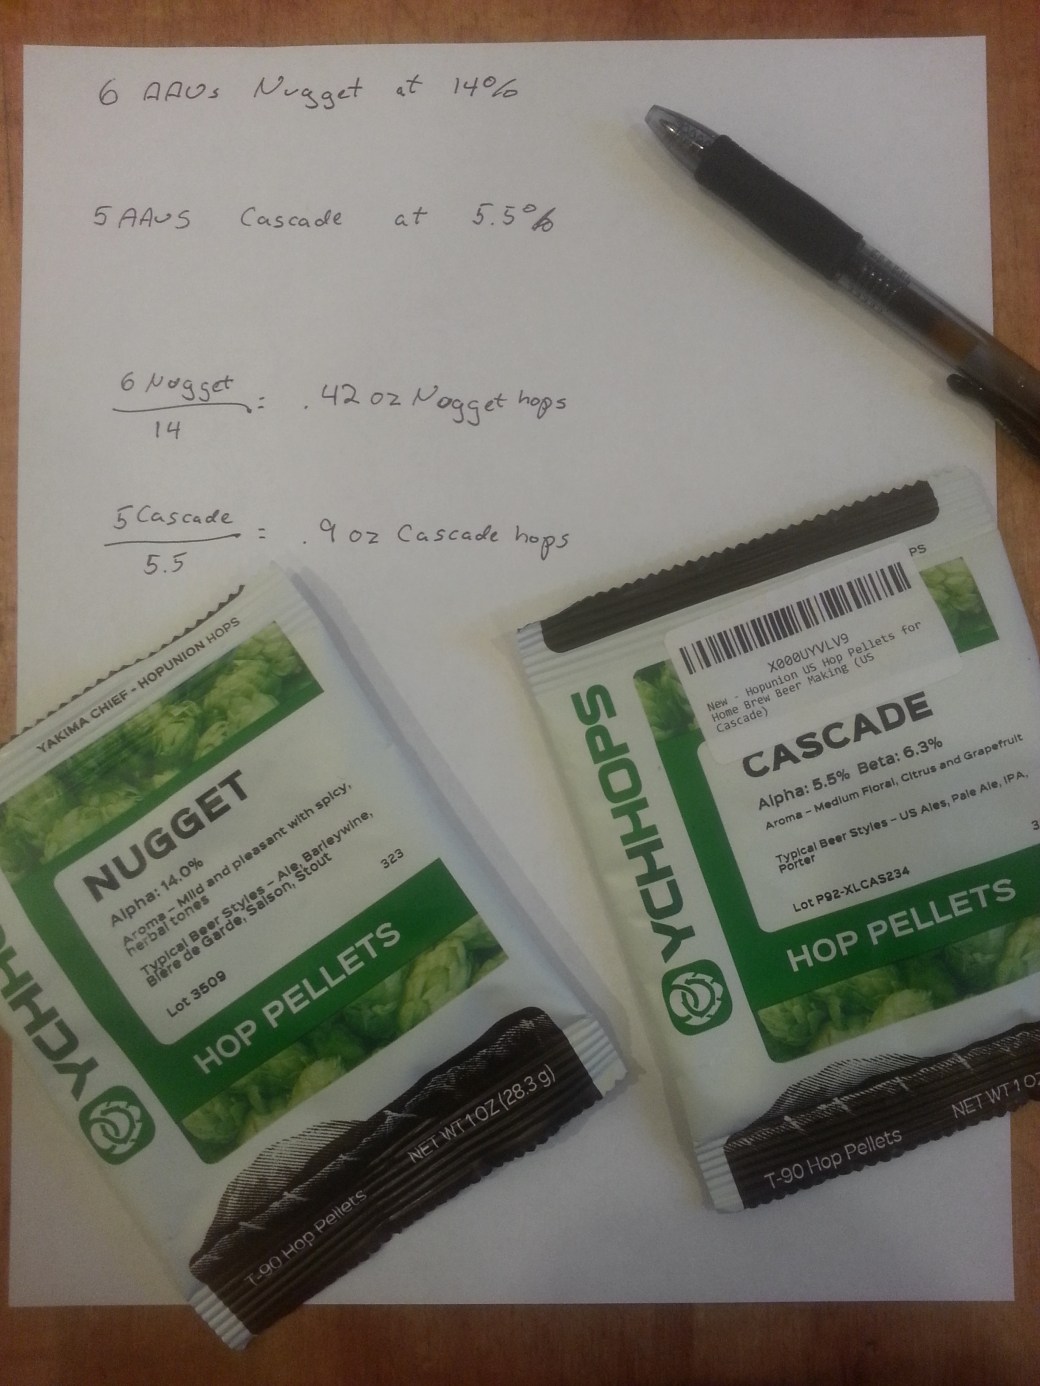 6 AAUs Nugget at 14%
5 AAUs Cascade at 5.5%
6 Nugget
14
= .42 oz Nugget hops
5 Cascade
5.5
= .9 oz Cascade hops
YAKIMA CHIEF - HOPUNION HOPS
NUGGET
Alpha: 14.0%
Aroma – Mild and pleasant with spicy,
herbal tones
Typical Beer Styles – Ale, Barleywine,
Bière de Garde, Saison, Stout
323
Lot 3509
HOP PELLETS
NET WT 1 OZ (28.3 g)
T-90 Hop Pellets
PS
X000UYVLV9
New - Hopunion US Hop Pellets for
Home Brew Beer Making (US
Cascade)
YCHHOPS
CASCADE
Alpha: 5.5% Beta: 6.3%
Aroma – Medium Floral, Citrus and Grapefruit
Typical Beer Styles – US Ales, Pale Ale, IPA,
Porter
Lot P92-XLCAS234
HOP PELLETS
NET WT 1 OZ
T-90 Hop Pellets